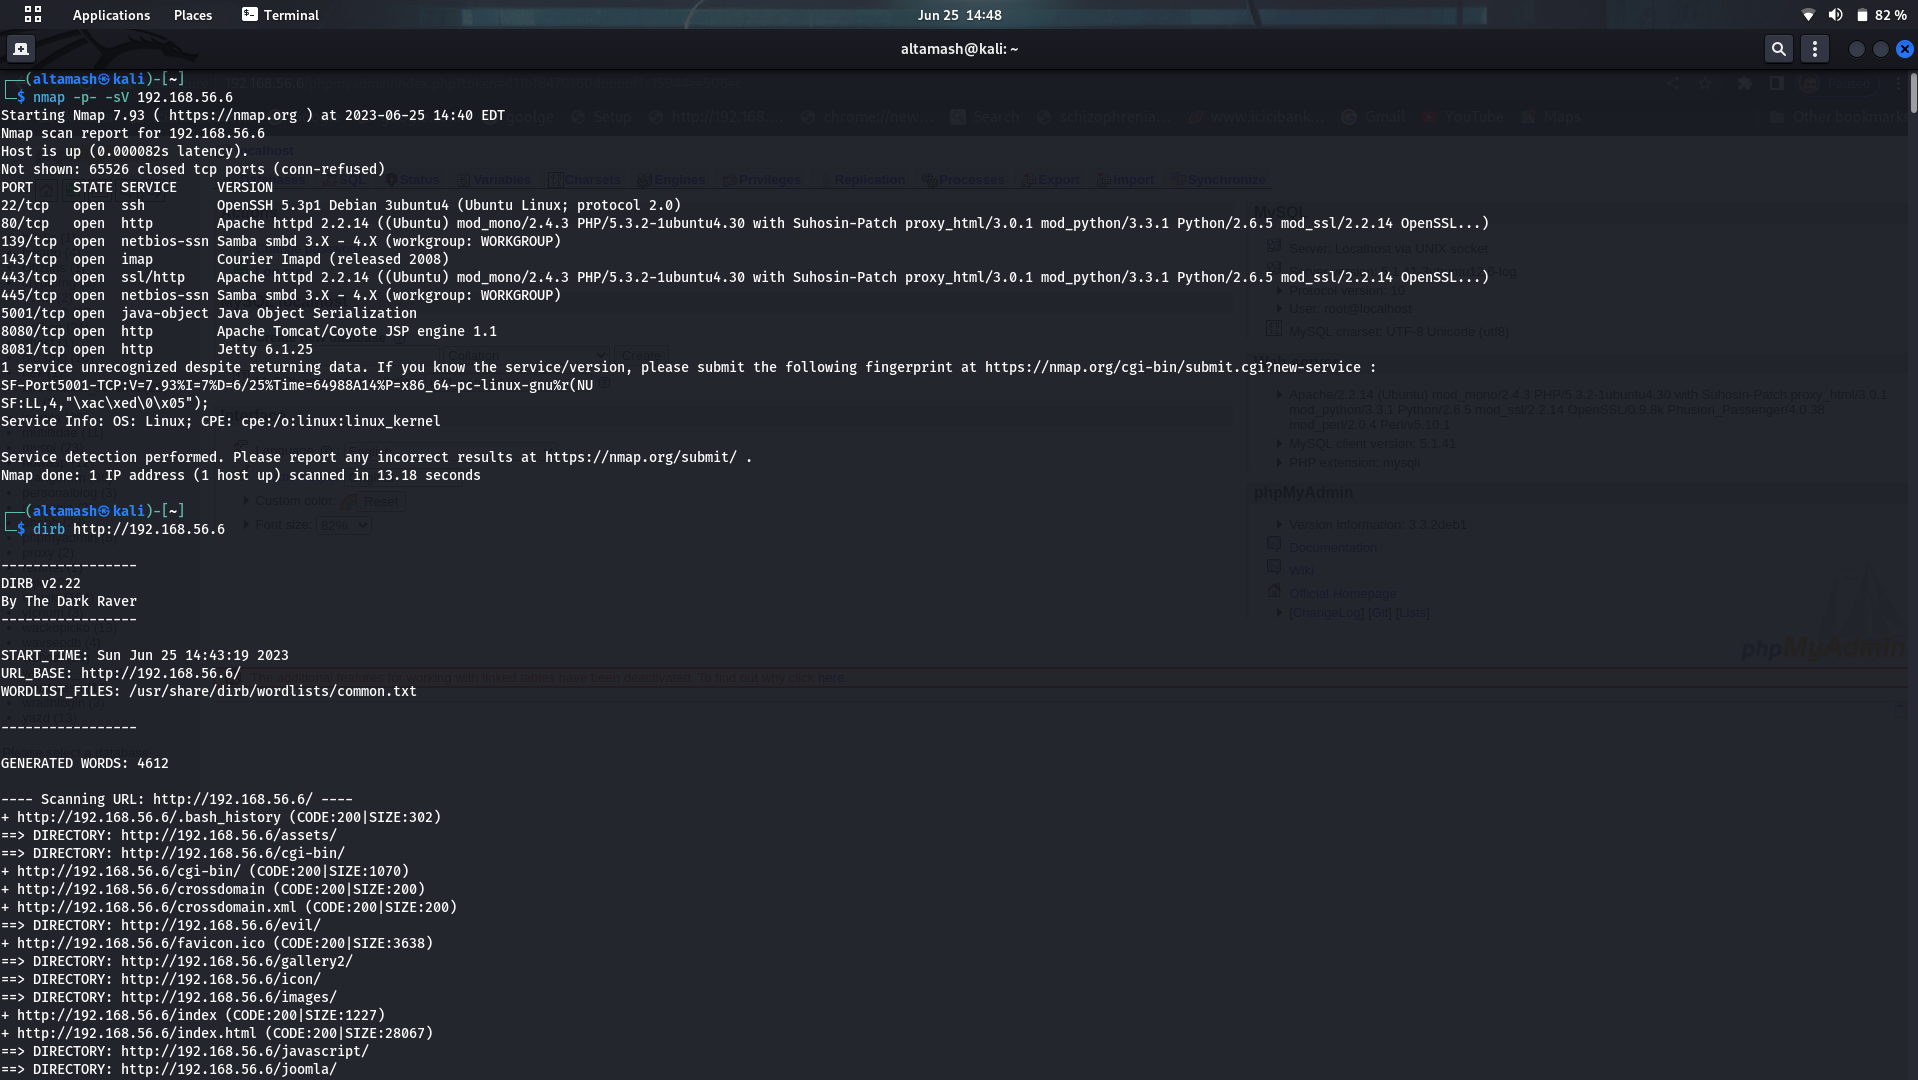 Applications Places Terminal Jun 25 14:48 82 %
altamash@kali: ~
┌──(altamash㉿kali)-[~]
└─$ nmap -p- -sV 192.168.56.6
Starting Nmap 7.93 ( https://nmap.org ) at 2023-06-25 14:40 EDT
Nmap scan report for 192.168.56.6
Host is up (0.000082s latency).
Not shown: 65526 closed tcp ports (conn-refused)
PORT     STATE SERVICE     VERSION
22/tcp   open  ssh         OpenSSH 5.3p1 Debian 3ubuntu4 (Ubuntu Linux; protocol 2.0)
80/tcp   open  http        Apache httpd 2.2.14 ((Ubuntu) mod_mono/2.4.3 PHP/5.3.2-1ubuntu4.30 with Suhosin-Patch proxy_html/3.0.1 mod_python/3.3.1 Python/2.6.5 mod_ssl/2.2.14 OpenSSL...)
139/tcp  open  netbios-ssn Samba smbd 3.X - 4.X (workgroup: WORKGROUP)
143/tcp  open  imap        Courier Imapd (released 2008)
443/tcp  open  ssl/http    Apache httpd 2.2.14 ((Ubuntu) mod_mono/2.4.3 PHP/5.3.2-1ubuntu4.30 with Suhosin-Patch proxy_html/3.0.1 mod_python/3.3.1 Python/2.6.5 mod_ssl/2.2.14 OpenSSL...)
445/tcp  open  netbios-ssn Samba smbd 3.X - 4.X (workgroup: WORKGROUP)
5001/tcp open  java-object Java Object Serialization
8080/tcp open  http        Apache Tomcat/Coyote JSP engine 1.1
8081/tcp open  http        Jetty 6.1.25
1 service unrecognized despite returning data. If you know the service/version, please submit the following fingerprint at https://nmap.org/cgi-bin/submit.cgi?new-service :
SF-Port5001-TCP:V=7.93%I=7%D=6/25%Time=64988A14%P=x86_64-pc-linux-gnu%r(NU
SF:LL,4,"\xac\xed\0\x05");
Service Info: OS: Linux; CPE: cpe:/o:linux:linux_kernel
Service detection performed. Please report any incorrect results at https://nmap.org/submit/ .
Nmap done: 1 IP address (1 host up) scanned in 13.18 seconds
┌──(altamash㉿kali)-[~]
└─$ dirb http://192.168.56.6
-----------------
DIRB v2.22
By The Dark Raver
-----------------
START_TIME: Sun Jun 25 14:43:19 2023
URL_BASE: http://192.168.56.6/
WORDLIST_FILES: /usr/share/dirb/wordlists/common.txt
-----------------
GENERATED WORDS: 4612
---- Scanning URL: http://192.168.56.6/ ----
+ http://192.168.56.6/.bash_history (CODE:200|SIZE:302)
==> DIRECTORY: http://192.168.56.6/assets/
==> DIRECTORY: http://192.168.56.6/cgi-bin/
+ http://192.168.56.6/cgi-bin/ (CODE:200|SIZE:1070)
+ http://192.168.56.6/crossdomain (CODE:200|SIZE:200)
+ http://192.168.56.6/crossdomain.xml (CODE:200|SIZE:200)
==> DIRECTORY: http://192.168.56.6/evil/
+ http://192.168.56.6/favicon.ico (CODE:200|SIZE:3638)
==> DIRECTORY: http://192.168.56.6/gallery2/
==> DIRECTORY: http://192.168.56.6/icon/
==> DIRECTORY: http://192.168.56.6/images/
+ http://192.168.56.6/index (CODE:200|SIZE:1227)
+ http://192.168.56.6/index.html (CODE:200|SIZE:28067)
==> DIRECTORY: http://192.168.56.6/javascript/
==> DIRECTORY: http://192.168.56.6/joomla/